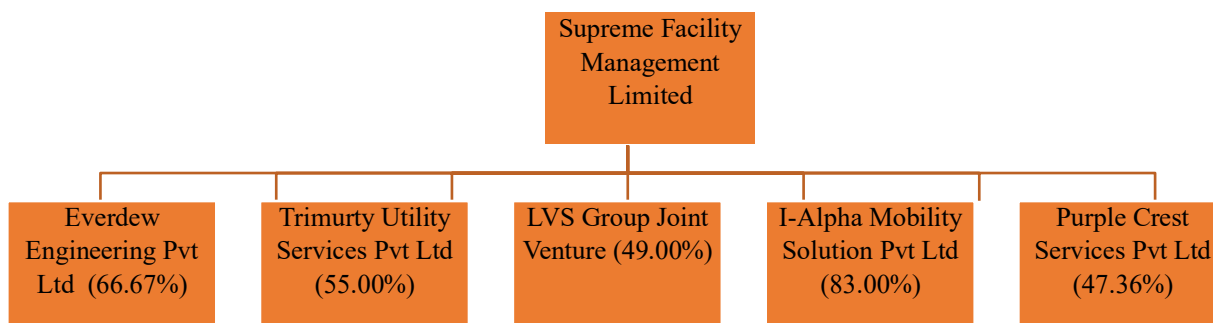 Supreme Facility
Management
Limited
Everdew
Engineering Pvt
Ltd (66.67%)
Trimurty Utility
Services Pvt Ltd
(55.00%)
LVS Group Joint
Venture (49.00%)
I-Alpha Mobility
Solution Pvt Ltd
(83.00%)
Purple Crest
Services Pvt Ltd
(47.36%)